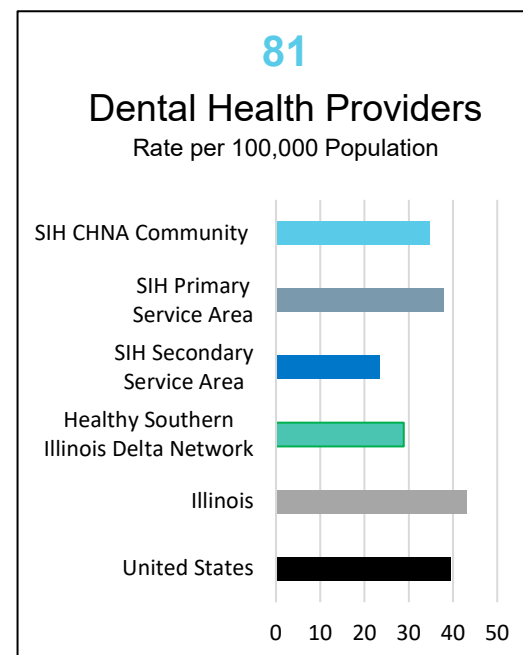 81
Dental Health Providers
Rate per 100,000 Population
SIH CHNA Community
SIH Primary
Service Area
SIH Secondary
Service Area
Healthy Southern
Illinois Delta Network
Illinois
United States
0 10 20 30 40 50